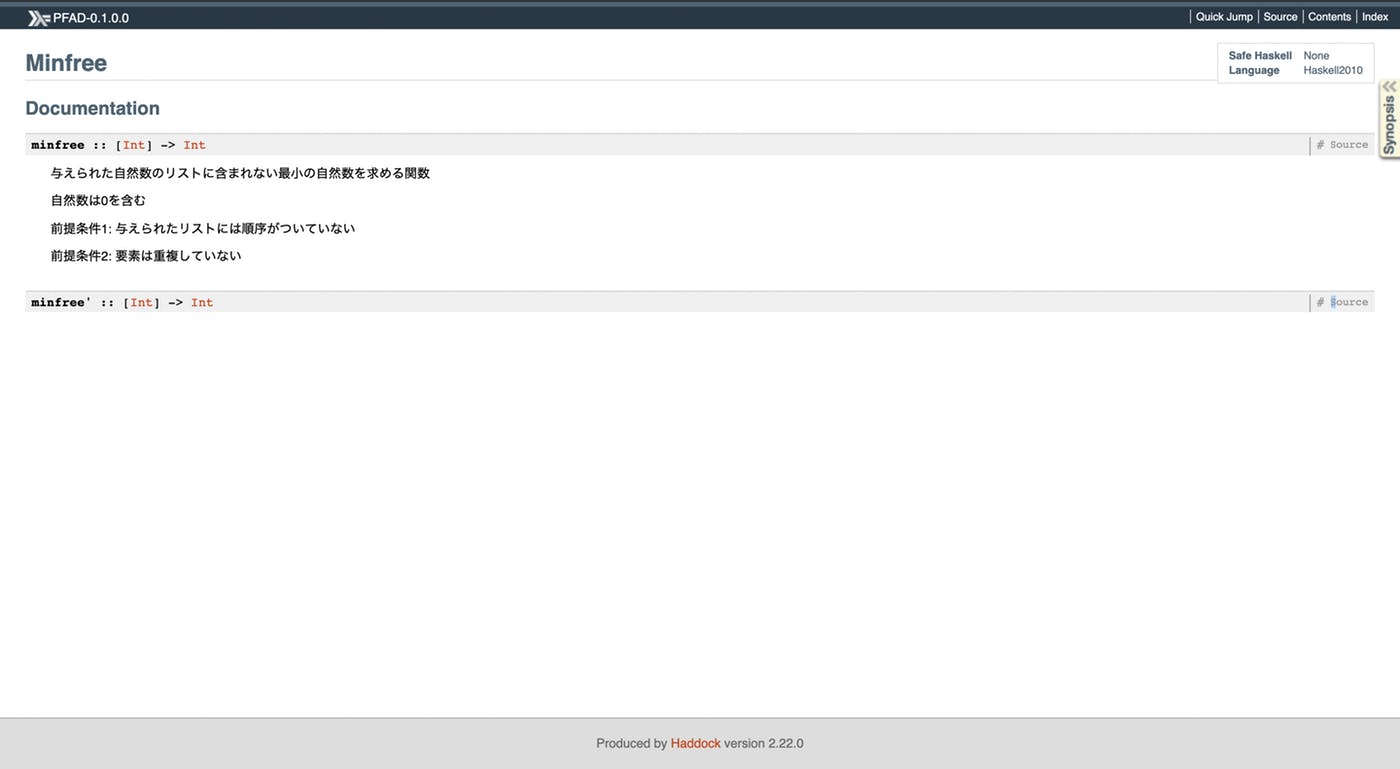 PFAD-0.1.0.0
Quick Jump Source Contents Index
Minfree
Safe Haskell None
Language Haskell2010
Synopsis
Documentation
minfree :: [Int] -> Int # Source
与えられた自然数のリストに含まれない最小の自然数を求める関数
自然数は0を含む
前提条件1: 与えられたリストには順序がついていない
前提条件2: 要素は重複していない
minfree' :: [Int] -> Int # Source
Produced by Haddock version 2.22.0